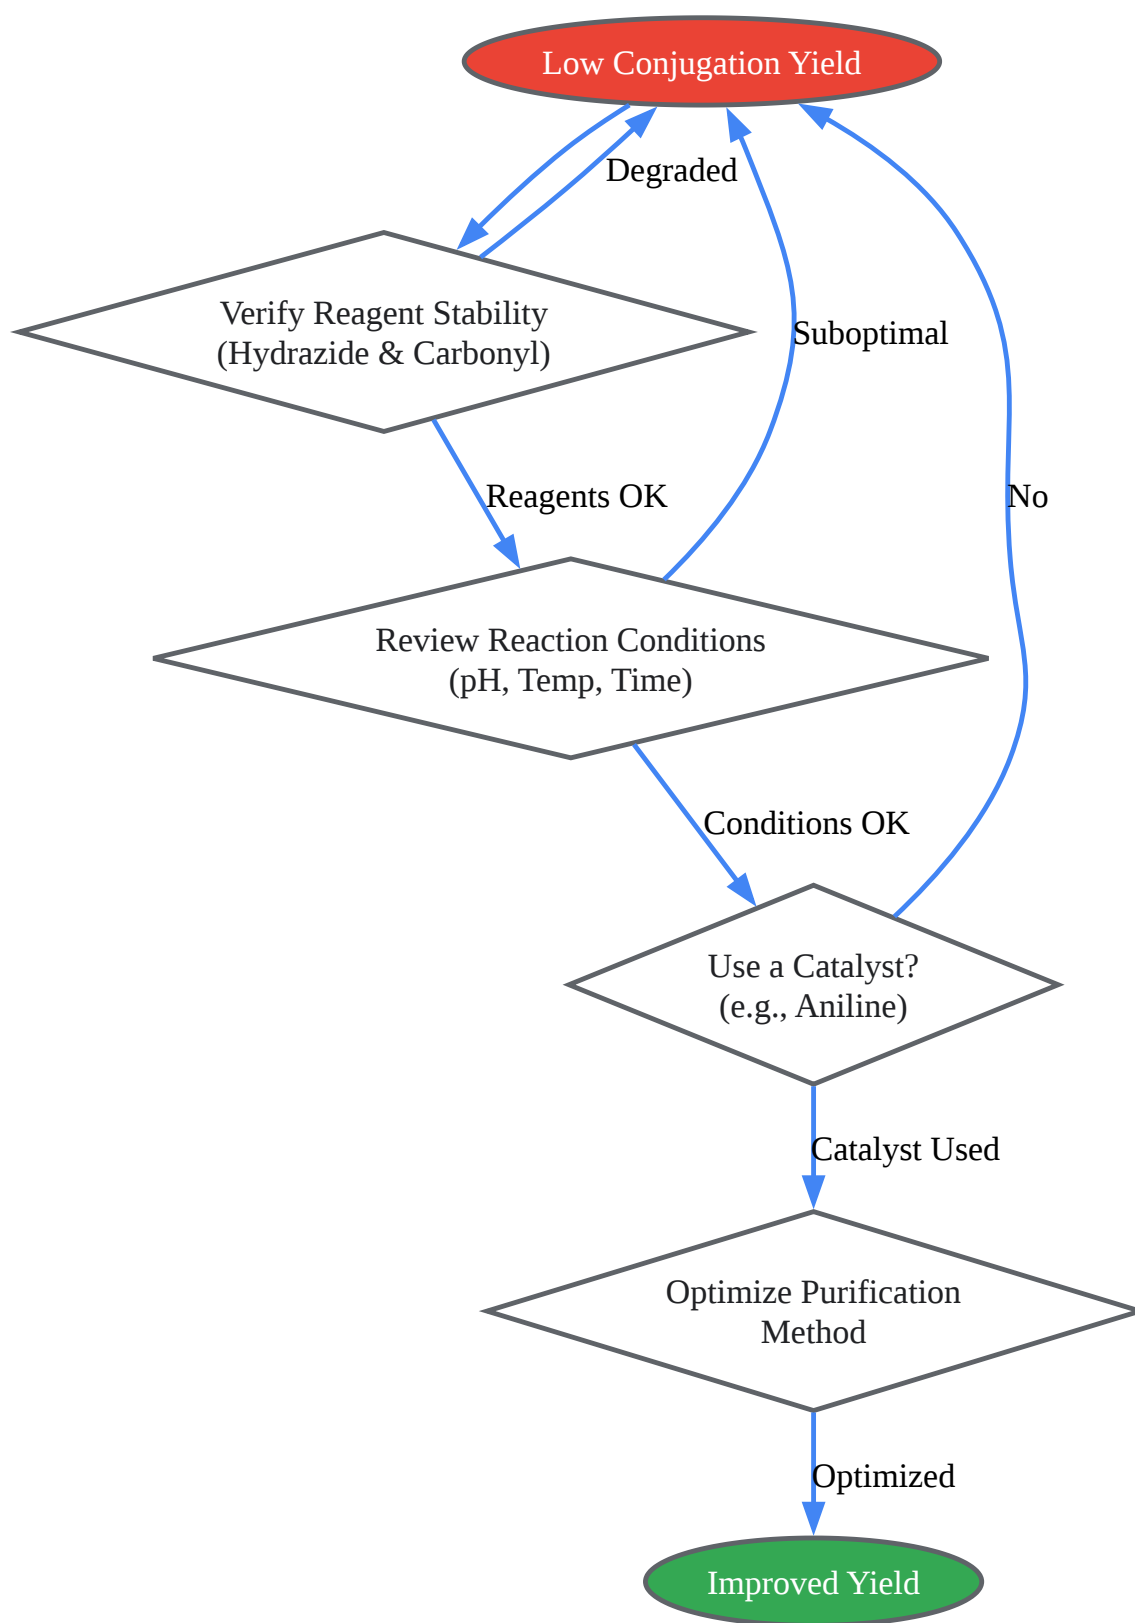 Low Conjugation Yield
Degraded
Verify Reagent Stability
(Hydrazide & Carbonyl)
Suboptimal
Reagents OK
No
Review Reaction Conditions
(pH, Temp, Time)
Conditions OK
Use a Catalyst?
(e.g., Aniline)
Catalyst Used
Optimize Purification
Method
Optimized
Improved Yield